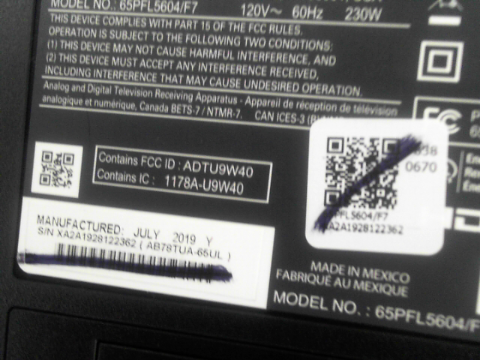 MODEL NO.: 65PFL5604/F7 120V~ 60Hz 230W
THIS DEVICE COMPLIES WITH PART 15 OF THE FCC RULES.
OPERATION IS SUBJECT TO THE FOLLOWING TWO CONDITIONS:
(1) THIS DEVICE MAY NOT CAUSE HARMFUL INTERFERENCE, AND
(2) THIS DEVICE MUST ACCEPT ANY INTERFERENCE RECEIVED,
INCLUDING INTERFERENCE THAT MAY CAUSE UNDESIRED OPERATION.
Analog and Digital Television Receiving Apparatus - Appareil de réception de télévision
analogique et numérique, Canada BETS-7 / NTMR-7. CAN ICES-3 (B)
Contains FCC ID : ADTU9W40
Contains IC : 1178A-U9W40
0670
PFL5604/F7
XA2A1928122362
MANUFACTURED: JULY 2019 Y
S/N XA2A1928122362 ( AB78TUA-65UL )
MADE IN MEXICO
FABRIQUÉ AU MEXIQUE
MODEL NO. : 65PFL5604/F